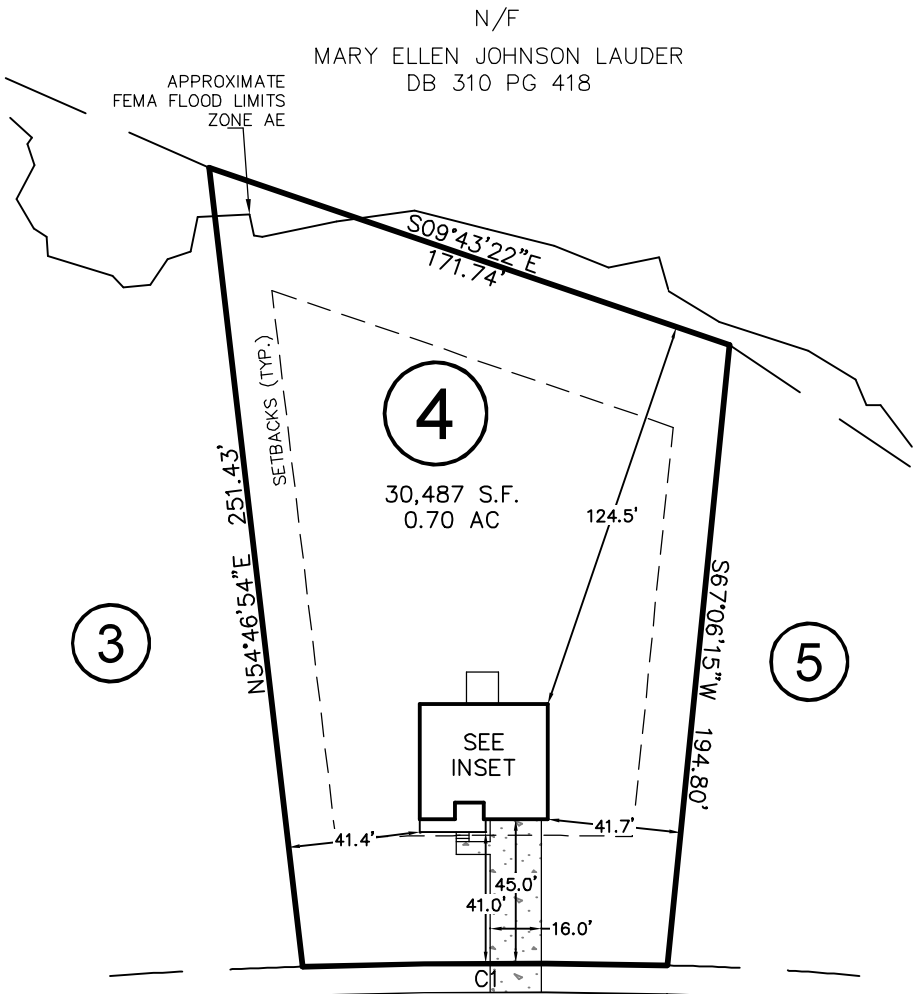 N/F
MARY ELLEN JOHNSON LAUDER
DB 310 PG 418
APPROXIMATE
FEMA FLOOD LIMITS
ZONE AE
S09°43'22"E
171.74'
SETBACKS (TYP.)
4
30,487 S.F.
0.70 AC
N54°46'54"E 251.43'
124.5'
S67°06'15"W 194.80'
3
5
SEE
INSET
41.4'
41.7'
45.0'
41.0'
16.0'
C1